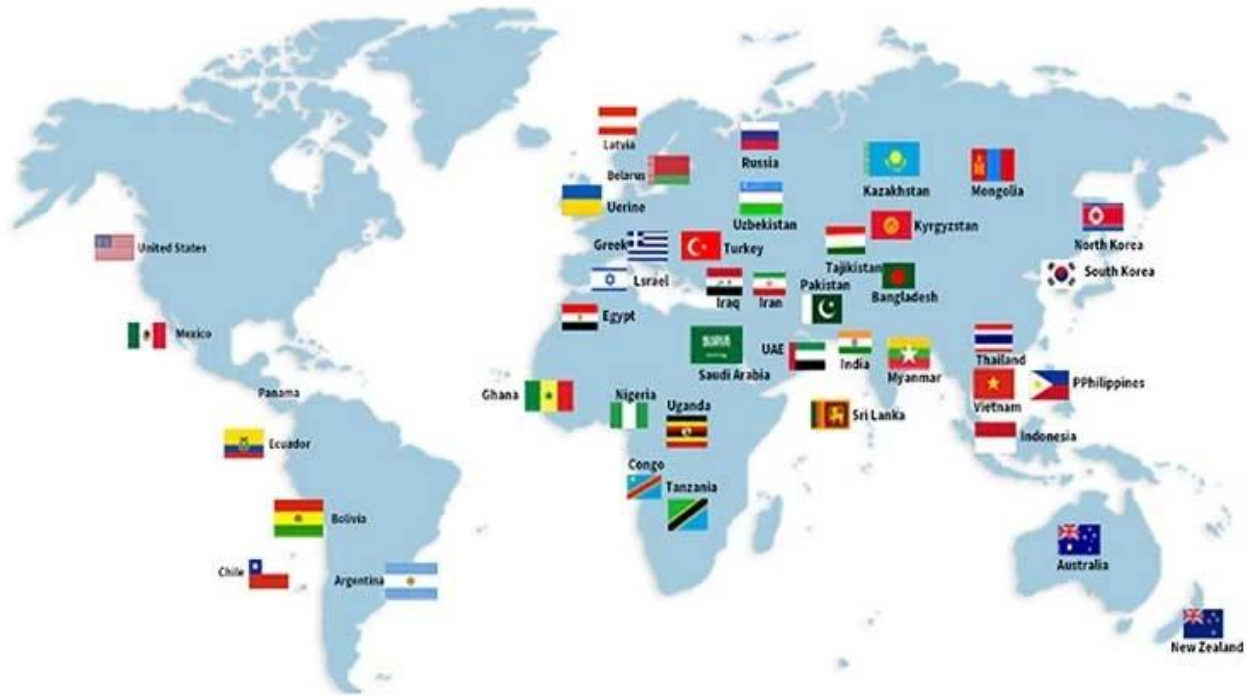 Latvia
Russia
Belarus
Kazakhstan
Mongolia
Uerine
Uzbekistan
Kyrgyzstan
United States
Greek
Turkey
Tajikistan
North Korea
Lsrael
Iraq
Iran
Pakistan
Bangladesh
South Korea
Egypt
Mexico
Saudi Arabia
UAE
India
Myanmar
Thailand
Panama
Ghana
Nigeria
Uganda
Sri Lanka
Vietnam
PPhilippines
Ecuador
Indonesia
Congo
Tanzania
Bolivia
Chile
Argentina
Australia
New Zealand